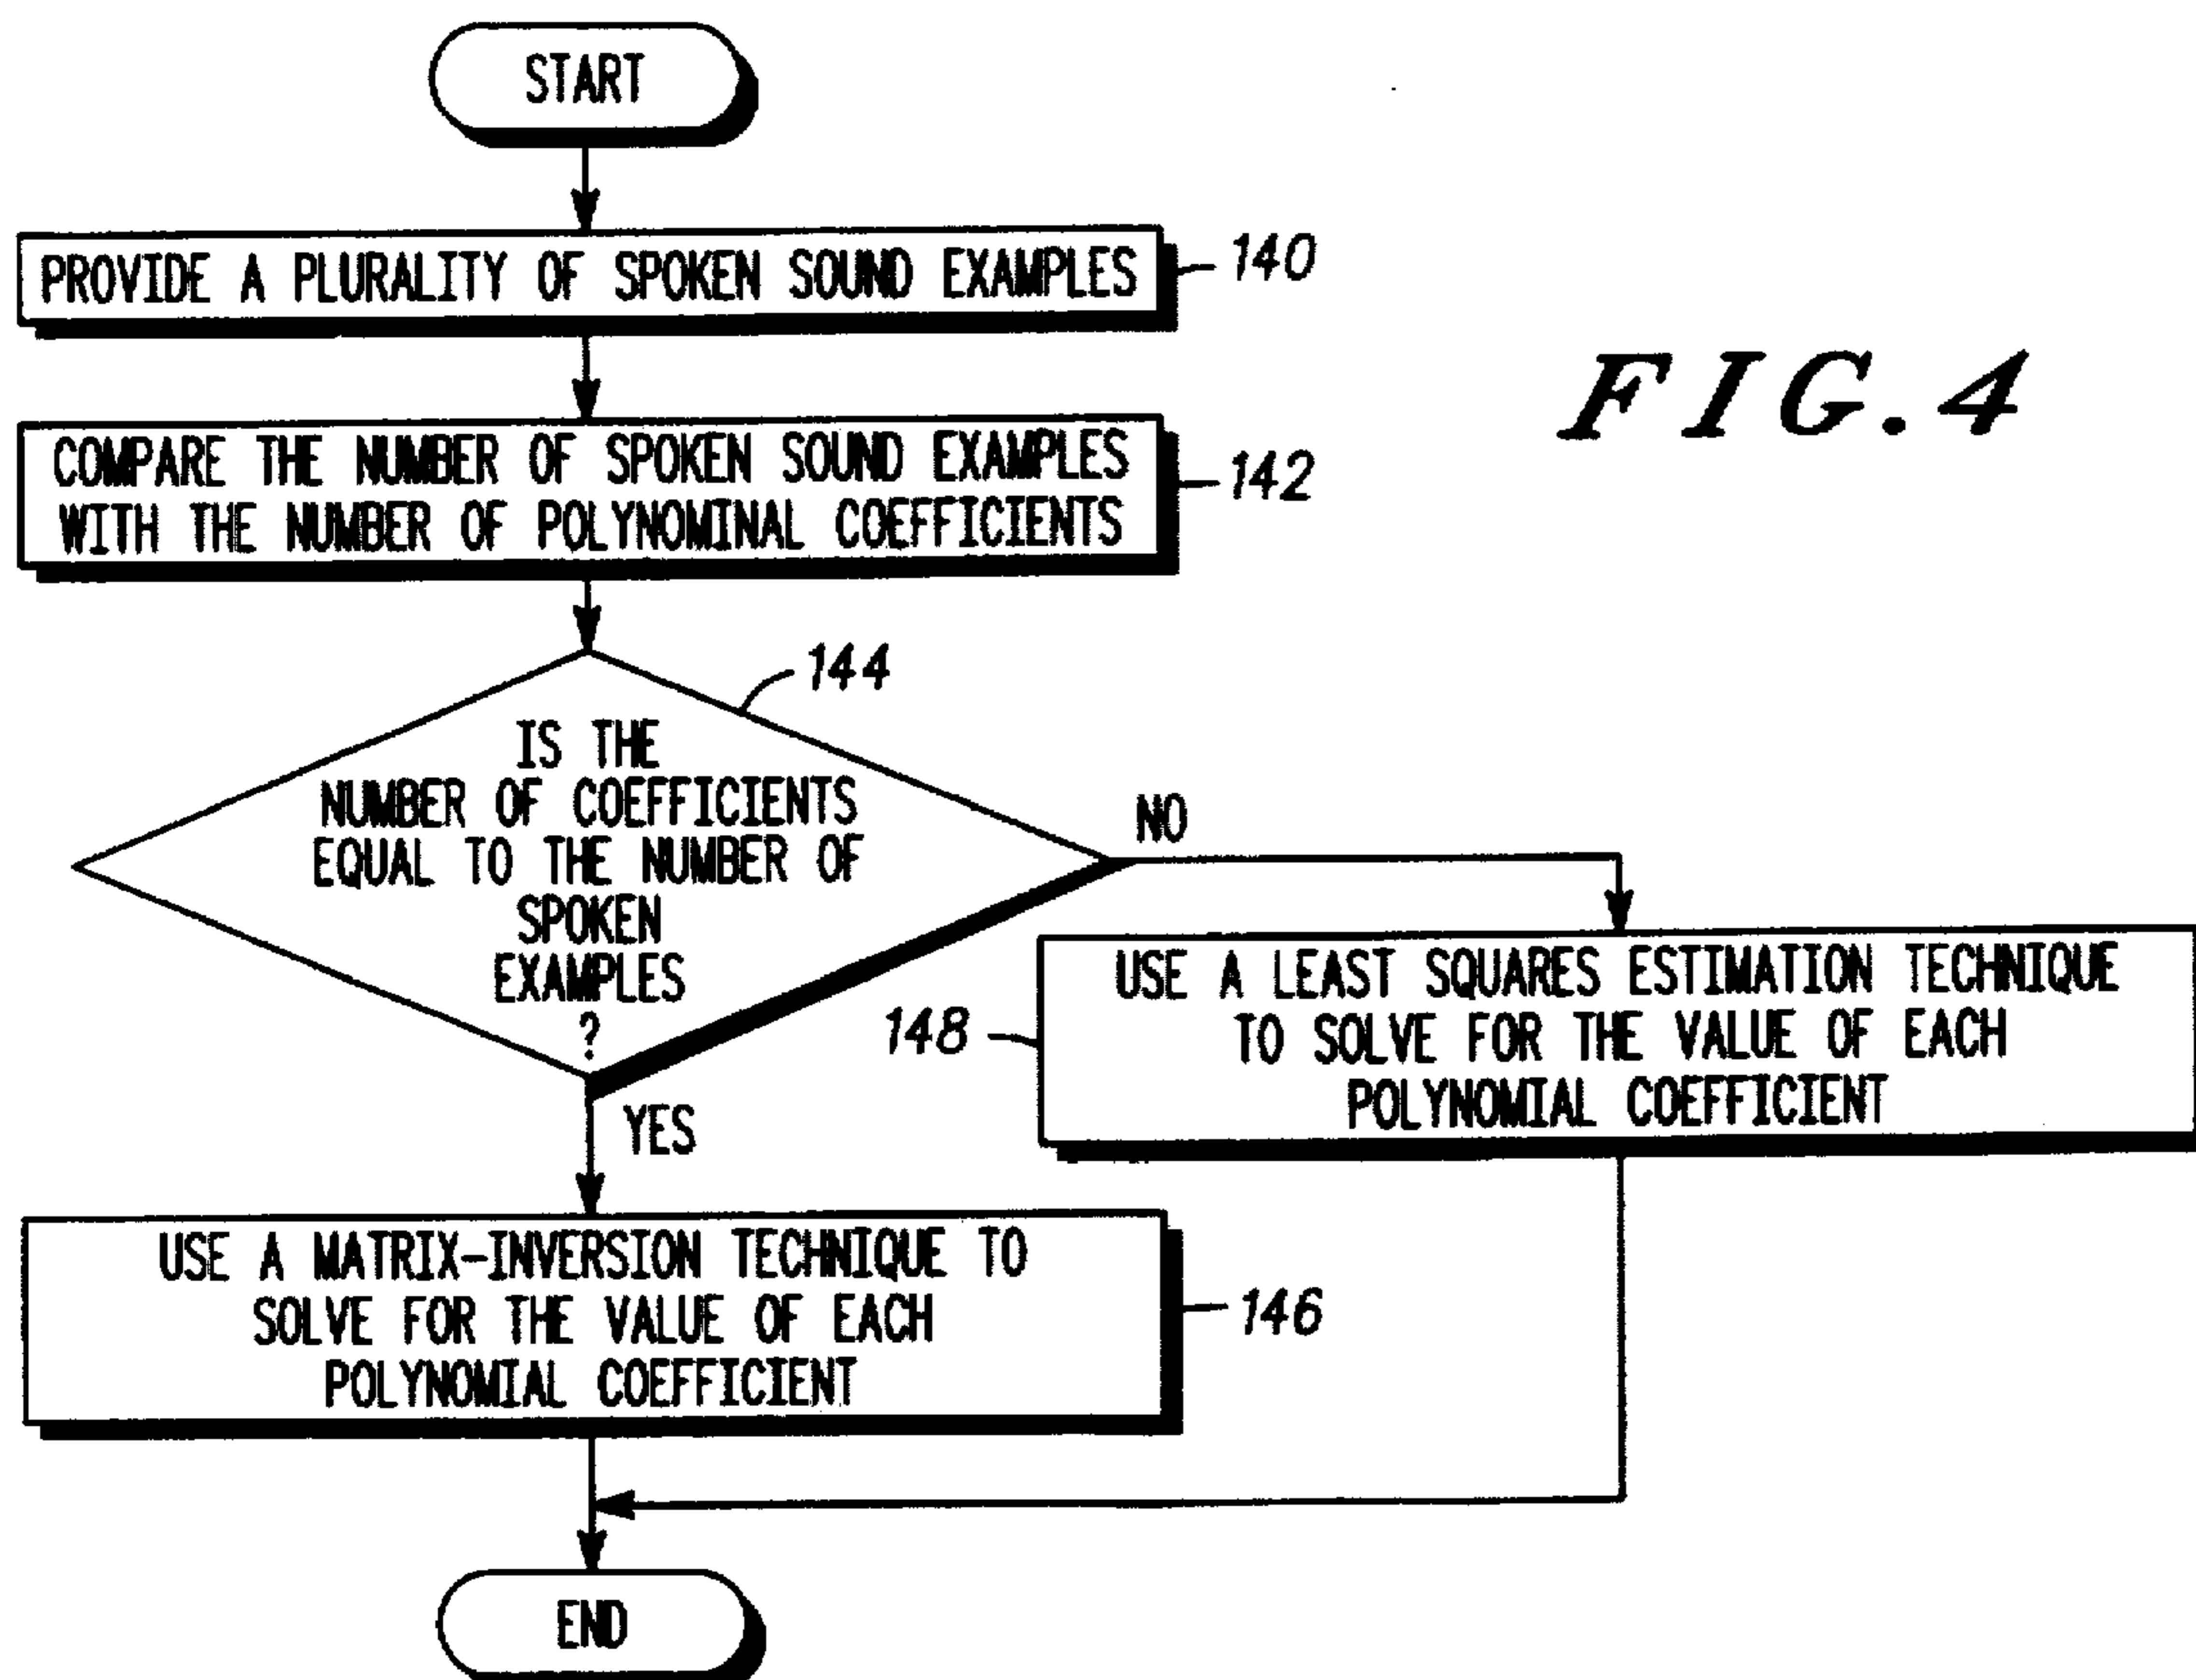 START
PROVIDE A PLURALITY OF SPOKEN SOUND EXAMPLES
140
FIG. 4
COMPARE THE NUMBER OF SPOKEN SOUND EXAMPLES
WITH THE NUMBER OF POLYNOMINAL COEFFICIENTS
142
144
IS THE
NUMBER OF COEFFICIENTS
EQUAL TO THE NUMBER OF
SPOKEN
EXAMPLES
?
NO
YES
148
USE A LEAST SQUARES ESTIMATION TECHNIQUE
TO SOLVE FOR THE VALUE OF EACH
POLYNOMIAL COEFFICIENT
USE A MATRIX-INVERSION TECHNIQUE TO
SOLVE FOR THE VALUE OF EACH
POLYNOMIAL COEFFICIENT
146
END